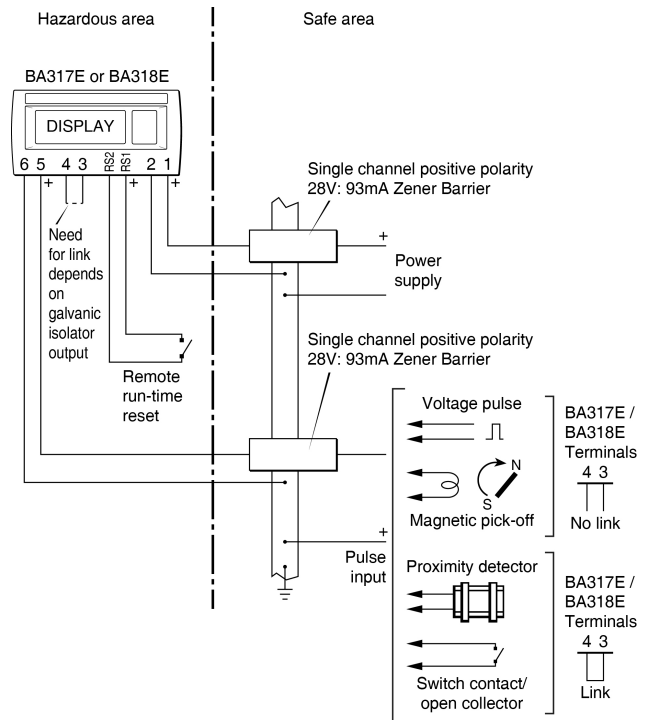 Hazardous area
Safe area
BA317E or BA318E
DISPLAY
6 5 4 3 RS2 RS1 2 1
+ + +
Single channel positive polarity
28V: 93mA Zener Barrier
Need
for link
depends
on
galvanic
isolator
output
+
Power
supply
Remote
run-time
reset
Single channel positive polarity
28V: 93mA Zener Barrier
Voltage pulse
N
S
Magnetic pick-off
BA317E /
BA318E
Terminals
4 3
No link
+
Pulse
input
Proximity detector
Switch contact/
open collector
BA317E /
BA318E
Terminals
4 3
Link